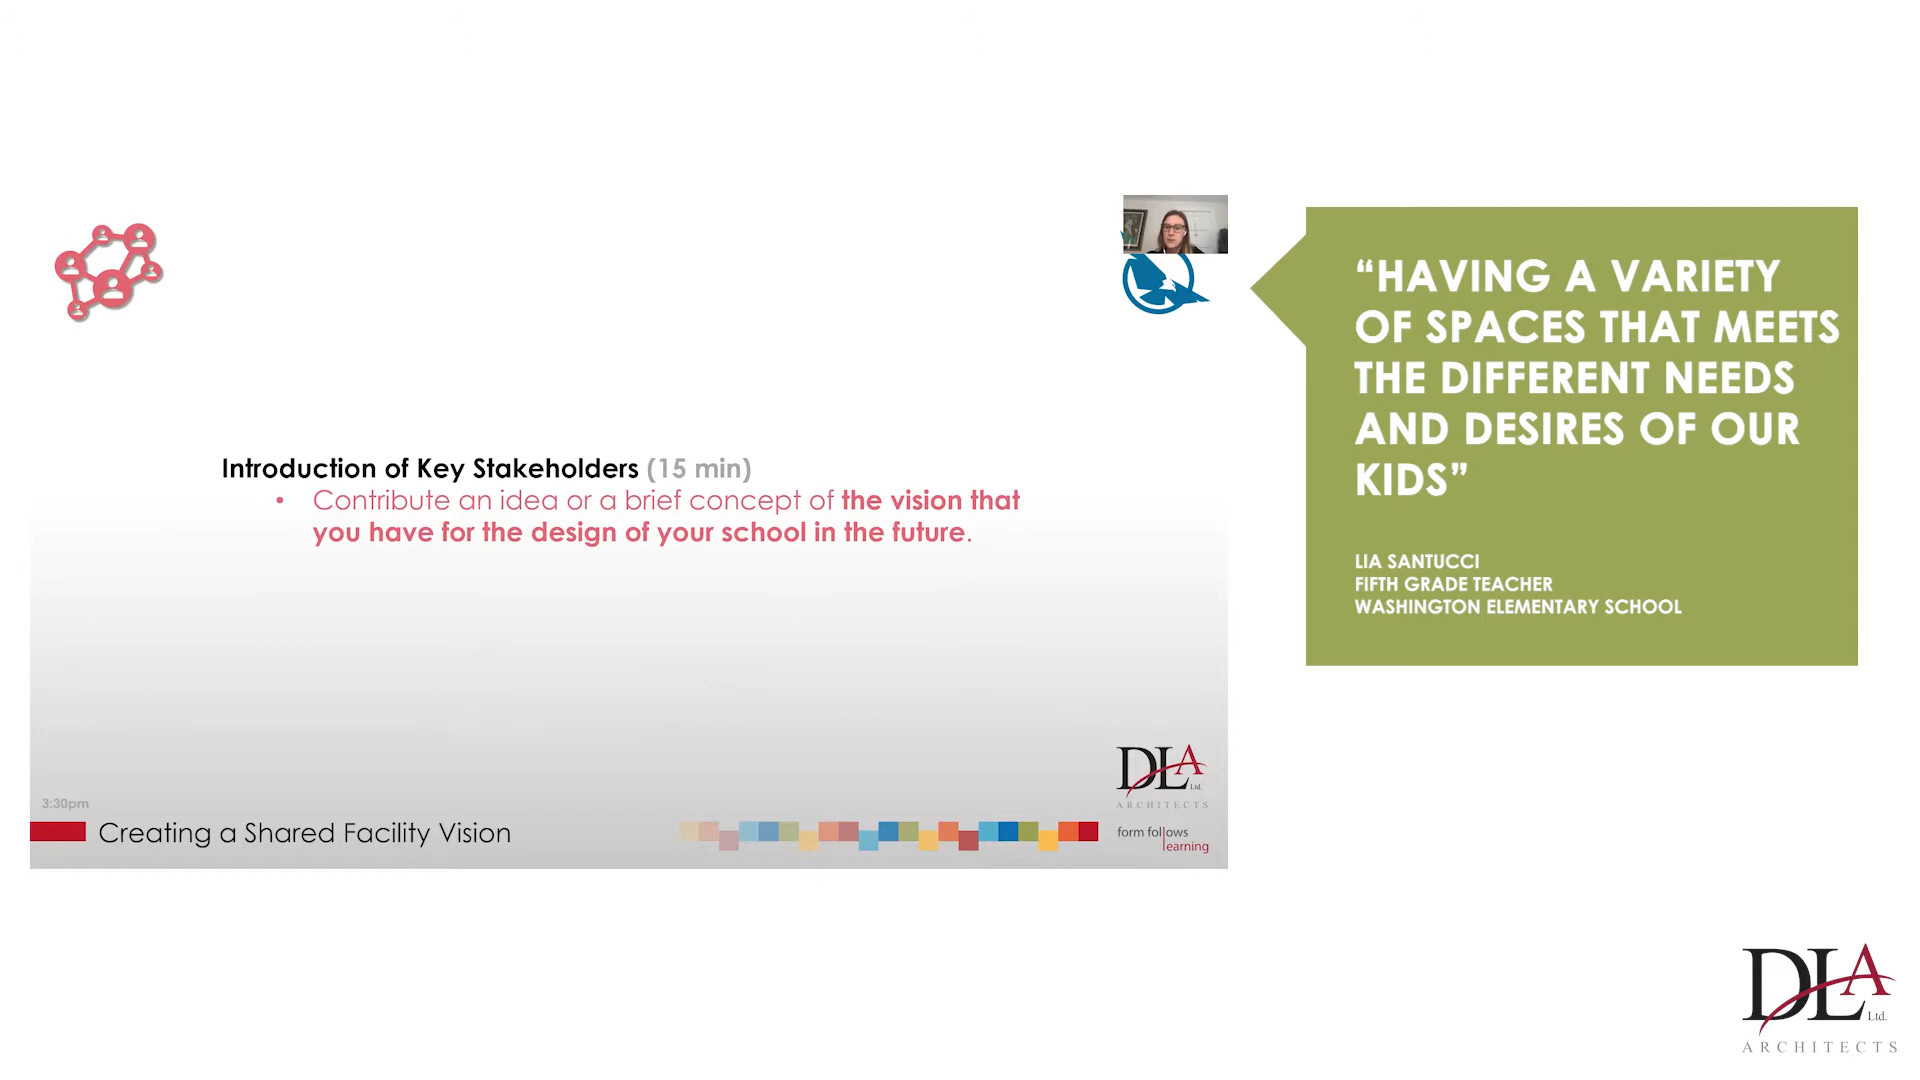 Introduction of Key Stakeholders (15 min)
• Contribute an idea or a brief concept of the vision that
you have for the design of your school in the future.
3:30pm
Creating a Shared Facility Vision
DLA Ltd.
ARCHITECTS
form follows
learning
“HAVING A VARIETY
OF SPACES THAT MEETS
THE DIFFERENT NEEDS
AND DESIRES OF OUR
KIDS”
LIA SANTUCCI
FIFTH GRADE TEACHER
WASHINGTON ELEMENTARY SCHOOL
DLA Ltd.
ARCHITECTS